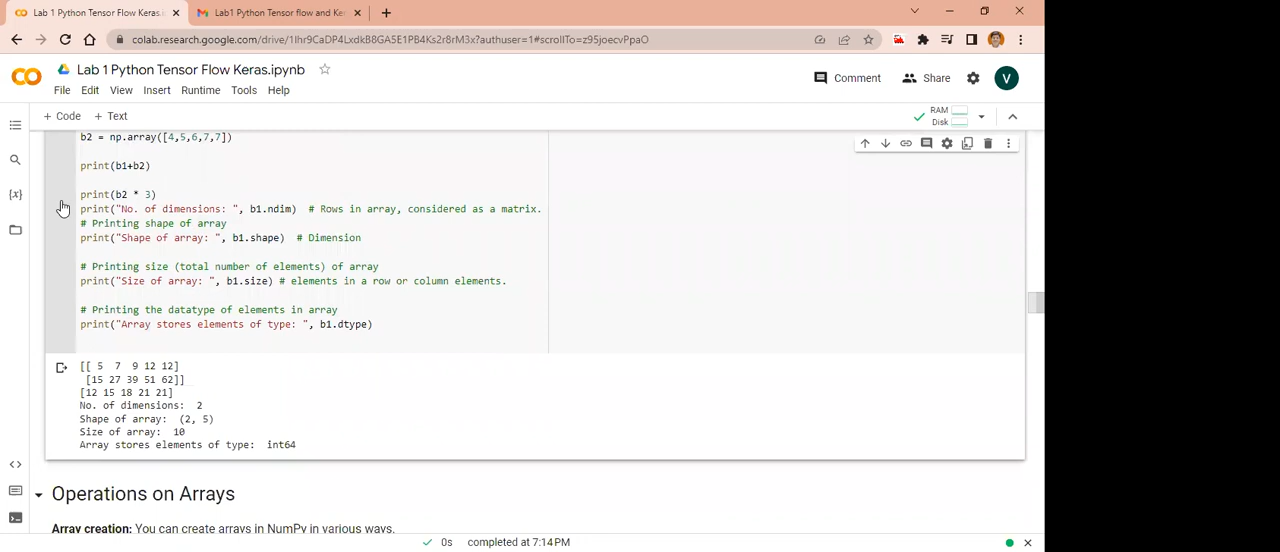 Lab 1 Python Tensor Flow Keras.i
Lab1 Python Tensor flow and Ker
colab.research.google.com/drive/1Ihr9CaDP4LxdkB8GA5E1PB4Ks2r8rM3x?authuser=1#scrollTo=z95joecvPpaO
Lab 1 Python Tensor Flow Keras.ipynb
Comment
Share
V
File Edit View Insert Runtime Tools Help
+ Code + Text
RAM
Disk
b2 = np.array([4,5,6,7,7])
print(b1+b2)
print(b2 * 3)
print("No. of dimensions: ", b1.ndim) # Rows in array, considered as a matrix.
# Printing shape of array
print("Shape of array: ", b1.shape) # Dimension
# Printing size (total number of elements) of array
print("Size of array: ", b1.size) # elements in a row or column elements.
# Printing the datatype of elements in array
print("Array stores elements of type: ", b1.dtype)
[[ 5 7 9 12 12]
[15 27 39 51 62]]
[12 15 18 21 21]
No. of dimensions: 2
Shape of array: (2, 5)
Size of array: 10
Array stores elements of type: int64
Operations on Arrays
Array creation: You can create arrays in NumPy in various ways.
0s completed at 7:14PM